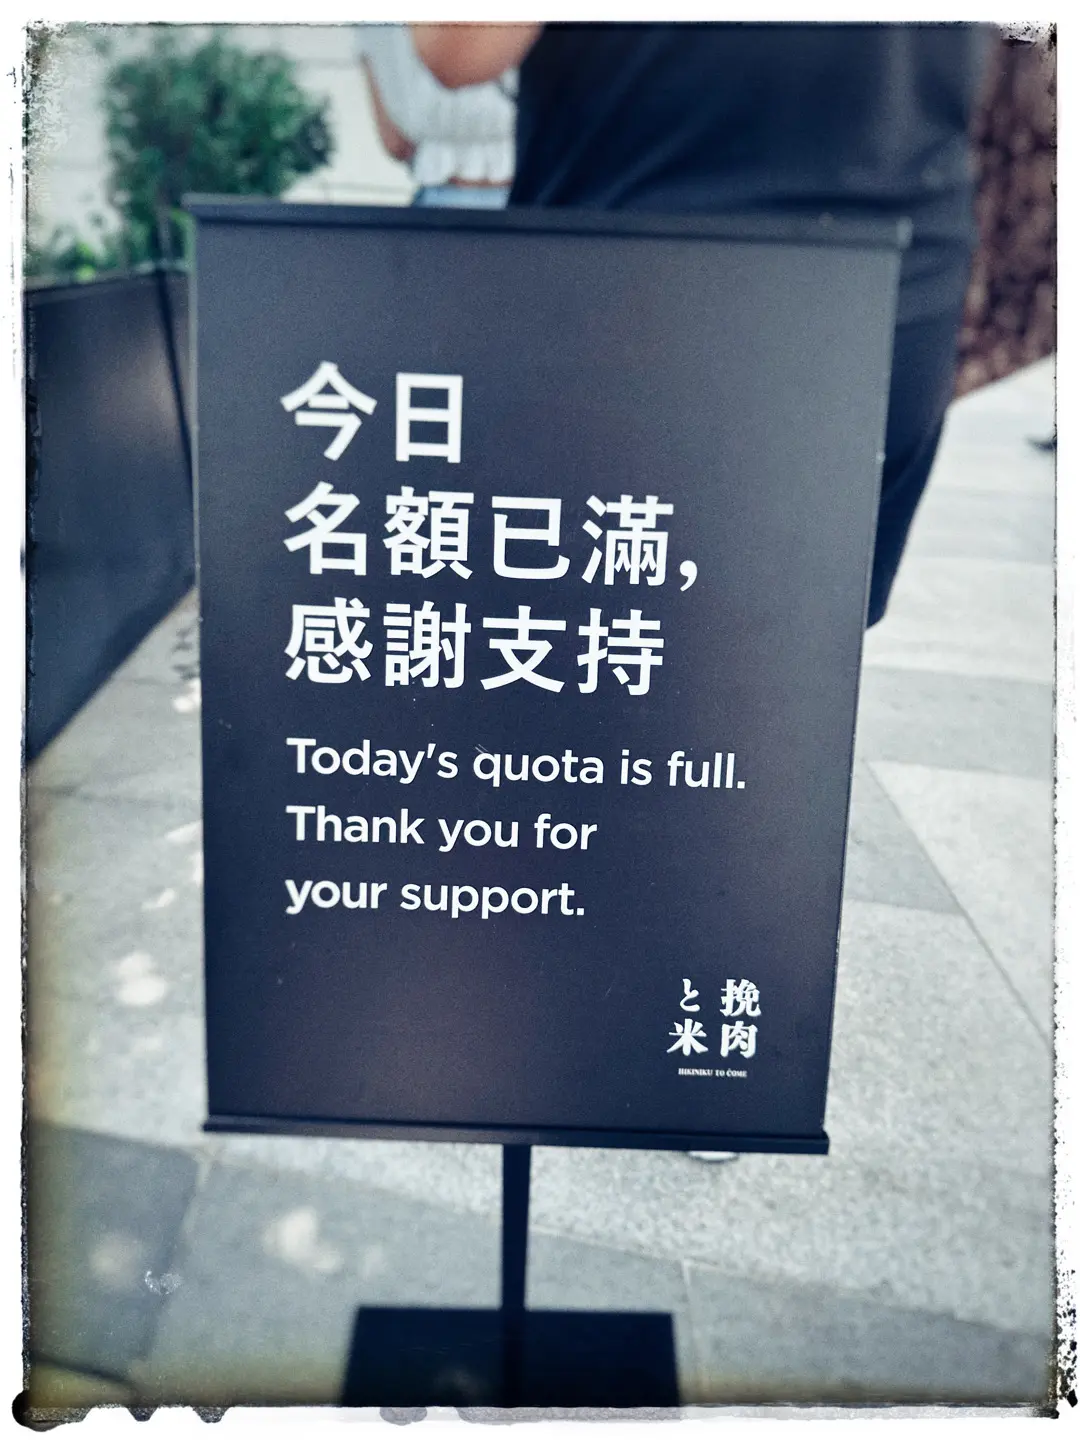 今日
名額已滿,
感謝支持
Today's quota is full.
Thank you for
your support.
挽肉
と米
HIKINIKU TO COME